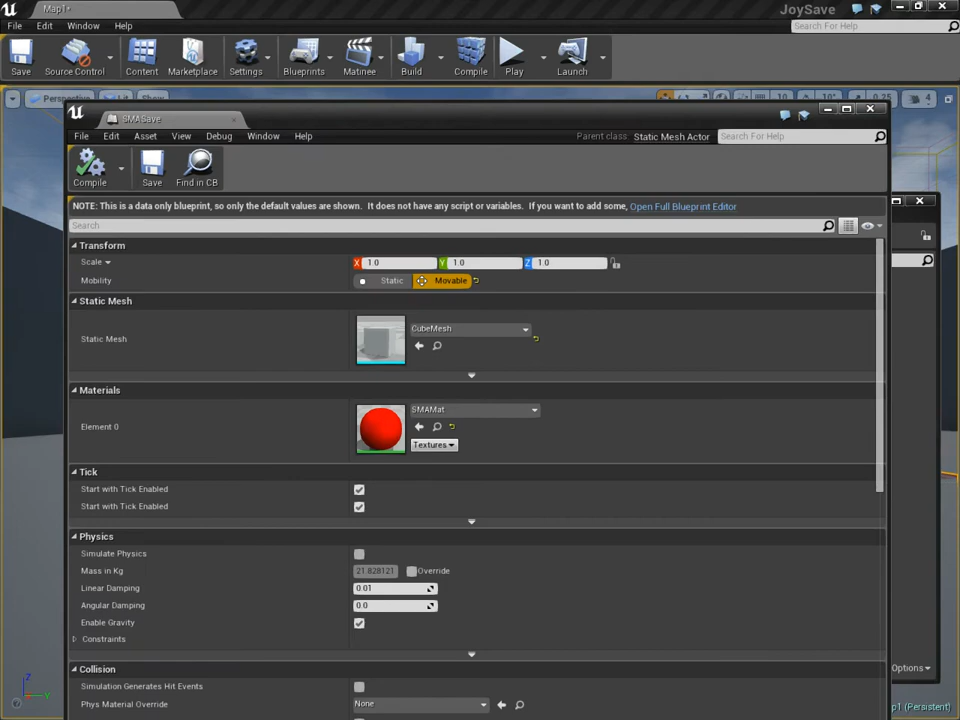 Map1*
JoySave
File Edit Window Help
Search For Help
Save Source Control Content Marketplace Settings Blueprints Matinee Build Compile Play Launch
Perspective Lit Show 10 10° 0.25 4
SMASave
File Edit Asset View Debug Window Help
Parent class: Static Mesh Actor Search For Help
Compile Save Find in CB
NOTE: This is a data only blueprint, so only the default values are shown. It does not have any script or variables. If you want to add some, Open Full Blueprint Editor
Search
Transform
Scale X 1.0 Y 1.0 Z 1.0
Mobility Static Movable
Static Mesh
Static Mesh CubeMesh
Materials
Element 0 SMAMat
Textures
Tick
Start with Tick Enabled
Start with Tick Enabled
Physics
Simulate Physics
Mass in Kg 21.828121 Override
Linear Damping 0.01
Angular Damping 0.0
Enable Gravity
Constraints
Options
Collision
Simulation Generates Hit Events
Phys Material Override None
Z
Y
p1 (Persistent)